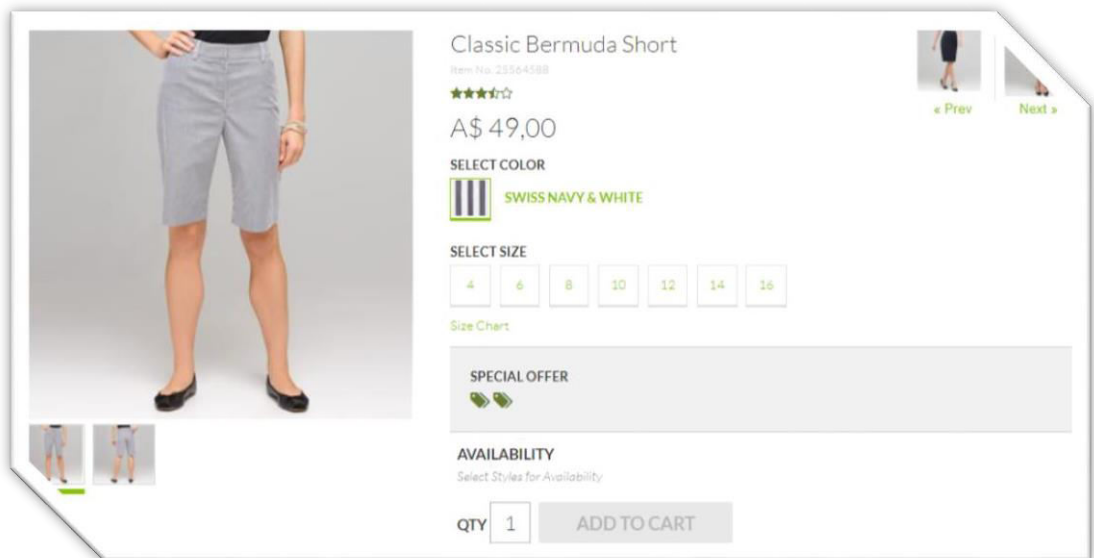 Classic Bermuda Short
Item No. 25564588
A$ 49,00
SELECT COLOR
SWISS NAVY & WHITE
SELECT SIZE
4 6 8 10 12 14 16
Size Chart
SPECIAL OFFER
AVAILABILITY
Select Styles for Availability
QTY 1 ADD TO CART
« Prev Next »